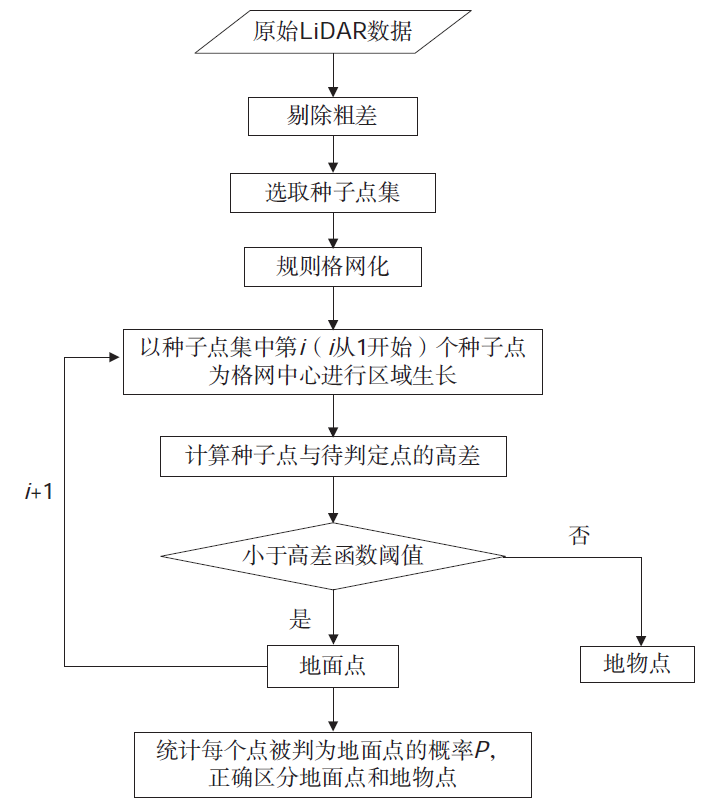 原始LiDAR数据
剔除粗差
选取种子点集
规则格网化
以种子点集中第i（i从1开始）个种子点
为格网中心进行区域生长
计算种子点与待判定点的高差
i+1
小于高差函数阈值
否
是
地面点
地物点
统计每个点被判为地面点的概率P，
正确区分地面点和地物点